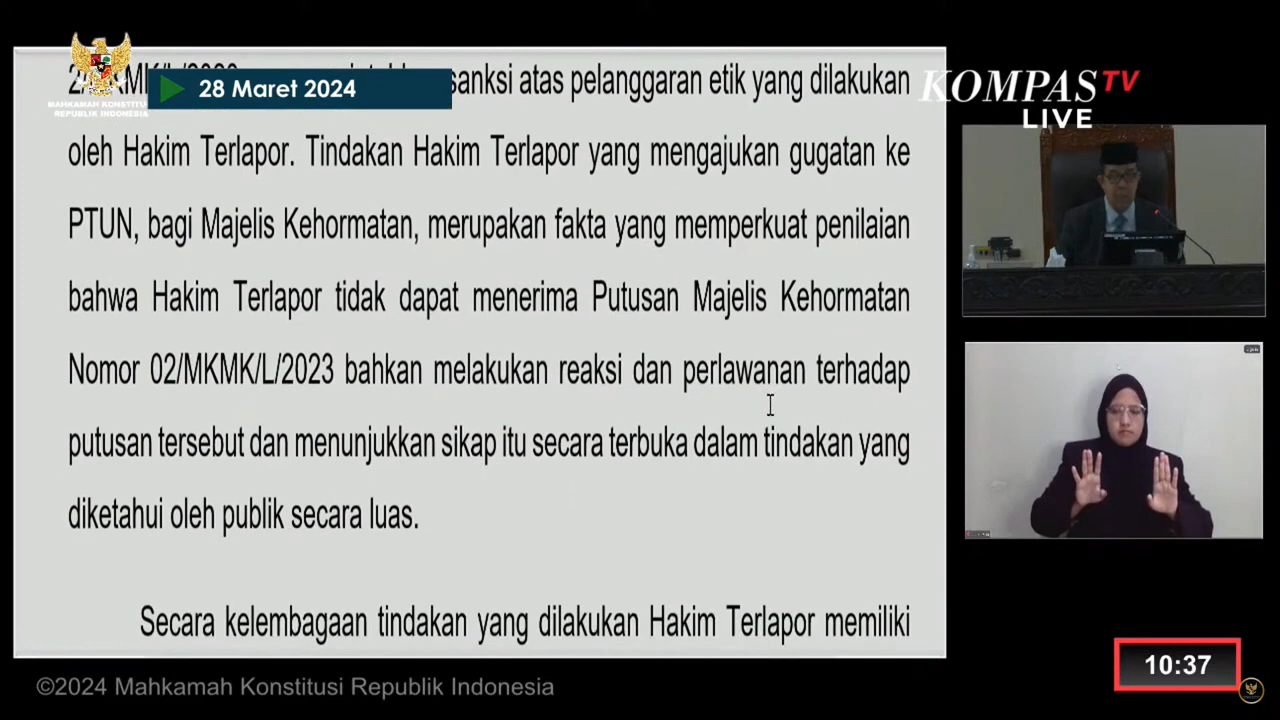 MAHKAMAH KONSTITUSI
REPUBLIK INDONESIA
28 Maret 2024
KOMPAS TV
LIVE
sanksi atas pelanggaran etik yang dilakukan
oleh Hakim Terlapor. Tindakan Hakim Terlapor yang mengajukan gugatan ke
PTUN, bagi Majelis Kehormatan, merupakan fakta yang memperkuat penilaian
bahwa Hakim Terlapor tidak dapat menerima Putusan Majelis Kehormatan
Nomor 02/MKMK/L/2023 bahkan melakukan reaksi dan perlawanan terhadap
putusan tersebut dan menunjukkan sikap itu secara terbuka dalam tindakan yang
diketahui oleh publik secara luas.
Secara kelembagaan tindakan yang dilakukan Hakim Terlapor memiliki
©2024 Mahkamah Konstitusi Republik Indonesia
10:37